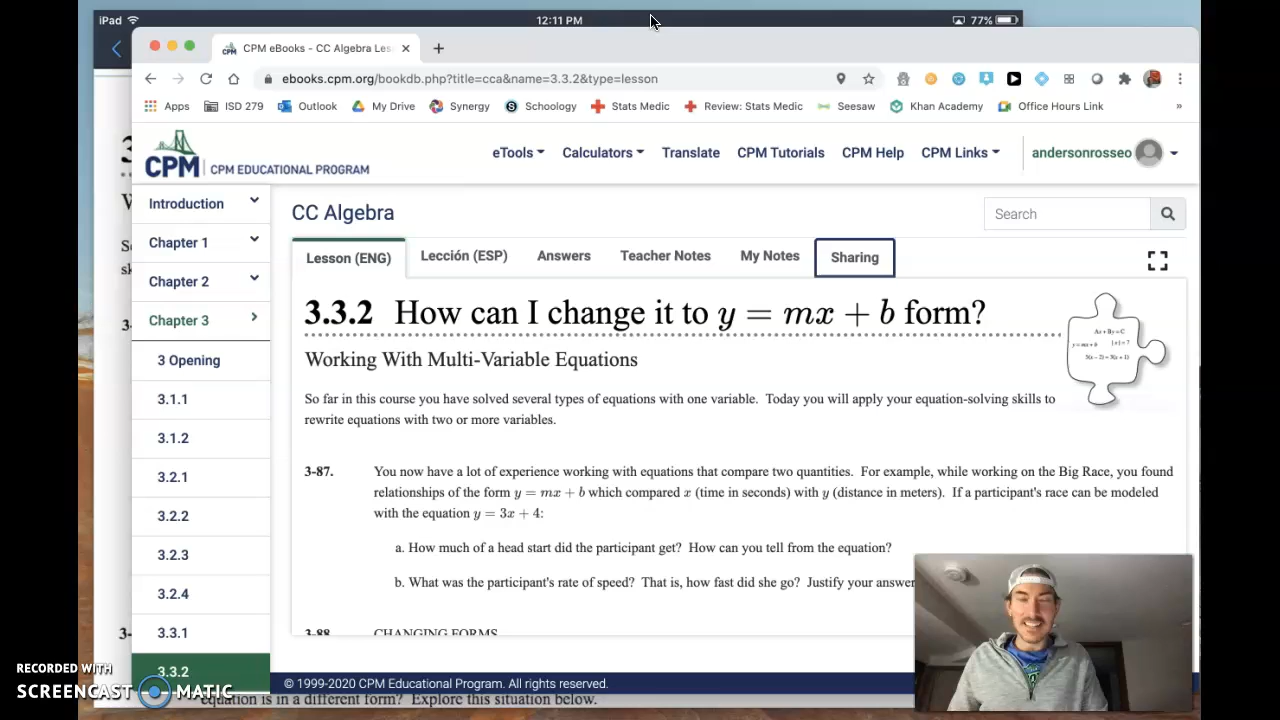 iPad 12:11 PM 77%
CPM eBooks - CC Algebra Les
ebooks.cpm.org/bookdb.php?title=cca&name=3.3.2&type=lesson
Apps ISD 279 Outlook My Drive Synergy Schoology Stats Medic Review: Stats Medic Seesaw Khan Academy Office Hours Link »
CPM CPM EDUCATIONAL PROGRAM eTools Calculators Translate CPM Tutorials CPM Help CPM Links andersonrosseo
Introduction
Chapter 1
Chapter 2
Chapter 3
3 Opening
3.1.1
3.1.2
3.2.1
3.2.2
3.2.3
3.2.4
3.3.1
3.3.2
CC Algebra
Search
Lesson (ENG) Lección (ESP) Answers Teacher Notes My Notes Sharing
3.3.2 How can I change it to y = mx + b form?
Ax + By = C
Working With Multi-Variable Equations
So far in this course you have solved several types of equations with one variable. Today you will apply your equation-solving skills to
rewrite equations with two or more variables.
3-87. You now have a lot of experience working with equations that compare two quantities. For example, while working on the Big Race, you found
relationships of the form y = mx + b which compared x (time in seconds) with y (distance in meters). If a participant's race can be modeled
with the equation y = 3x + 4:
a. How much of a head start did the participant get? How can you tell from the equation?
b. What was the participant's rate of speed? That is, how fast did she go? Justify your answer
3-88 CHANGING FORMS
© 1999-2020 CPM Educational Program. All rights reserved.
equation is in a different form? Explore this situation below.
RECORDED WITH
SCREENCAST MATIC